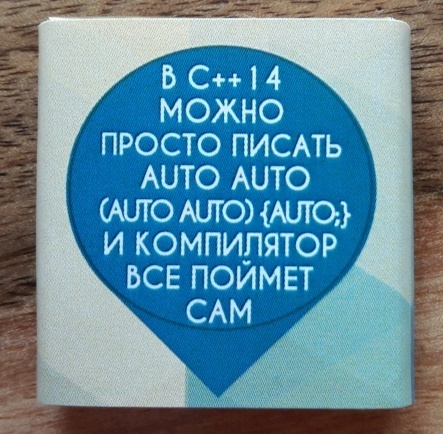 В C++ 14
МОЖНО
ПРОСТО ПИСАТЬ
AUTO AUTO
(AUTO AUTO) {AUTO;}
И КОМПИЛЯТОР
ВСЕ ПОЙМЕТ
САМ